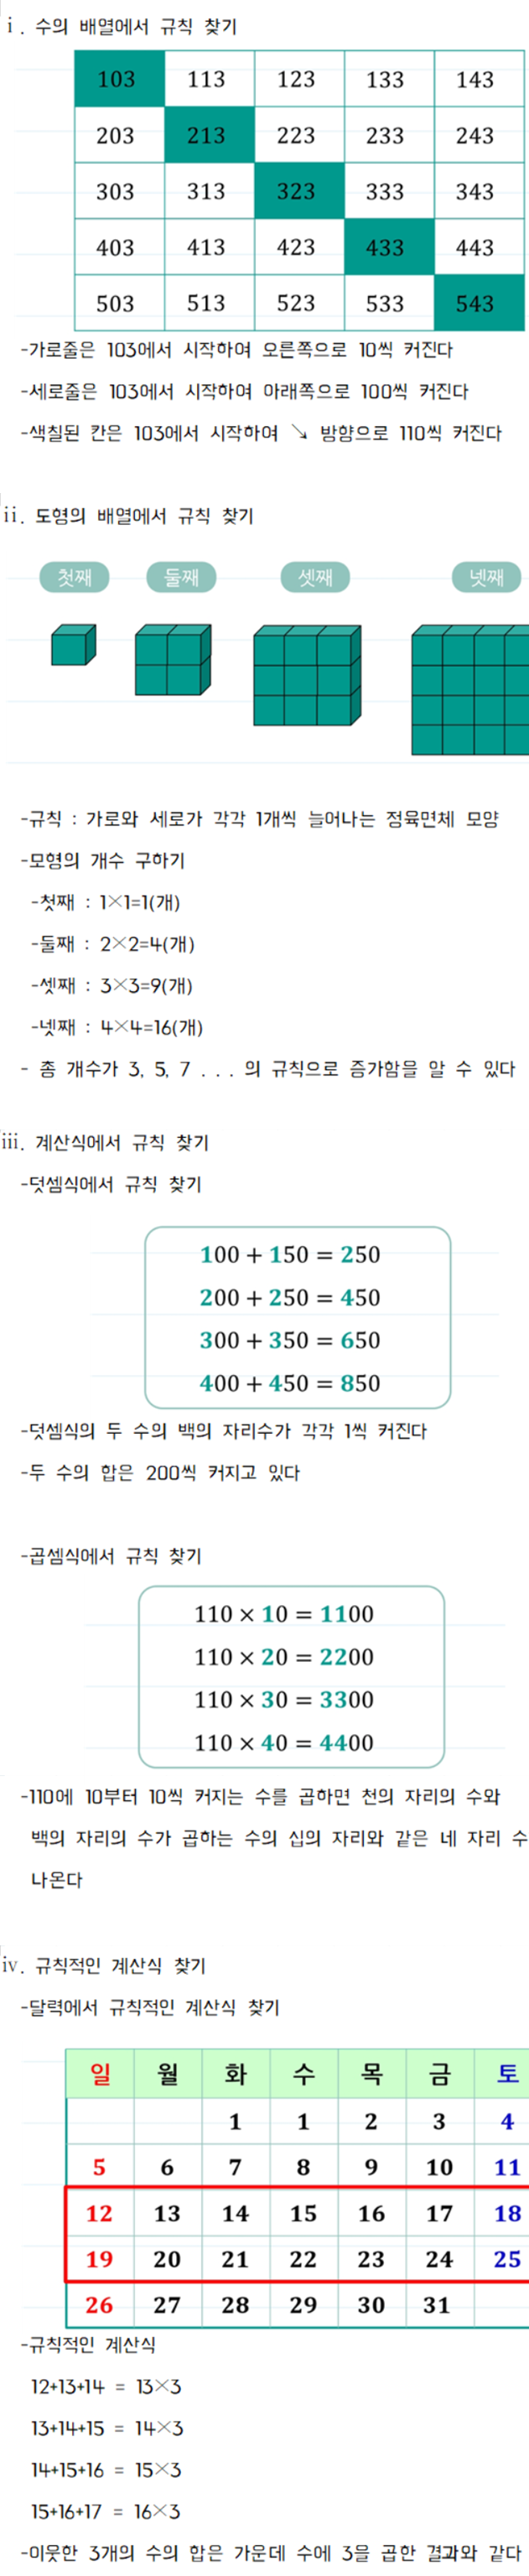 i. 수의 배열에서 규칙 찾기
103 113 123 133 143
203 213 223 233 243
303 313 323 333 343
403 413 423 433 443
503 513 523 533 543
-가로줄은 103에서 시작하여 오른쪽으로 10씩 커진다
-세로줄은 103에서 시작하여 아래쪽으로 100씩 커진다
-색칠된 칸은 103에서 시작하여 ↘ 방향으로 110씩 커진다
ii. 도형의 배열에서 규칙 찾기
첫째 둘째 셋째 넷째
-규칙 : 가로와 세로가 각각 1개씩 늘어나는 정육면체 모양
-모형의 개수 구하기
-첫째 : 1×1=1(개)
-둘째 : 2×2=4(개)
-셋째 : 3×3=9(개)
-넷째 : 4×4=16(개)
- 총 개수가 3, 5, 7 . . . 의 규칙으로 증가함을 알 수 있다
iii. 계산식에서 규칙 찾기
-덧셈식에서 규칙 찾기
100 + 150 = 250
200 + 250 = 450
300 + 350 = 650
400 + 450 = 850
-덧셈식의 두 수의 백의 자리수가 각각 1씩 커진다
-두 수의 합은 200씩 커지고 있다
-곱셈식에서 규칙 찾기
110 × 10 = 1100
110 × 20 = 2200
110 × 30 = 3300
110 × 40 = 4400
-110에 10부터 10씩 커지는 수를 곱하면 천의 자리의 수와
백의 자리의 수가 곱하는 수의 십의 자리와 같은 네 자리 수
나온다
iv. 규칙적인 계산식 찾기
-달력에서 규칙적인 계산식 찾기
일 월 화 수 목 금 토
1 1 2 3 4
5 6 7 8 9 10 11
12 13 14 15 16 17 18
19 20 21 22 23 24 25
26 27 28 29 30 31
-규칙적인 계산식
12+13+14 = 13×3
13+14+15 = 14×3
14+15+16 = 15×3
15+16+17 = 16×3
-이웃한 3개의 수의 합은 가운데 수에 3을 곱한 결과와 같다